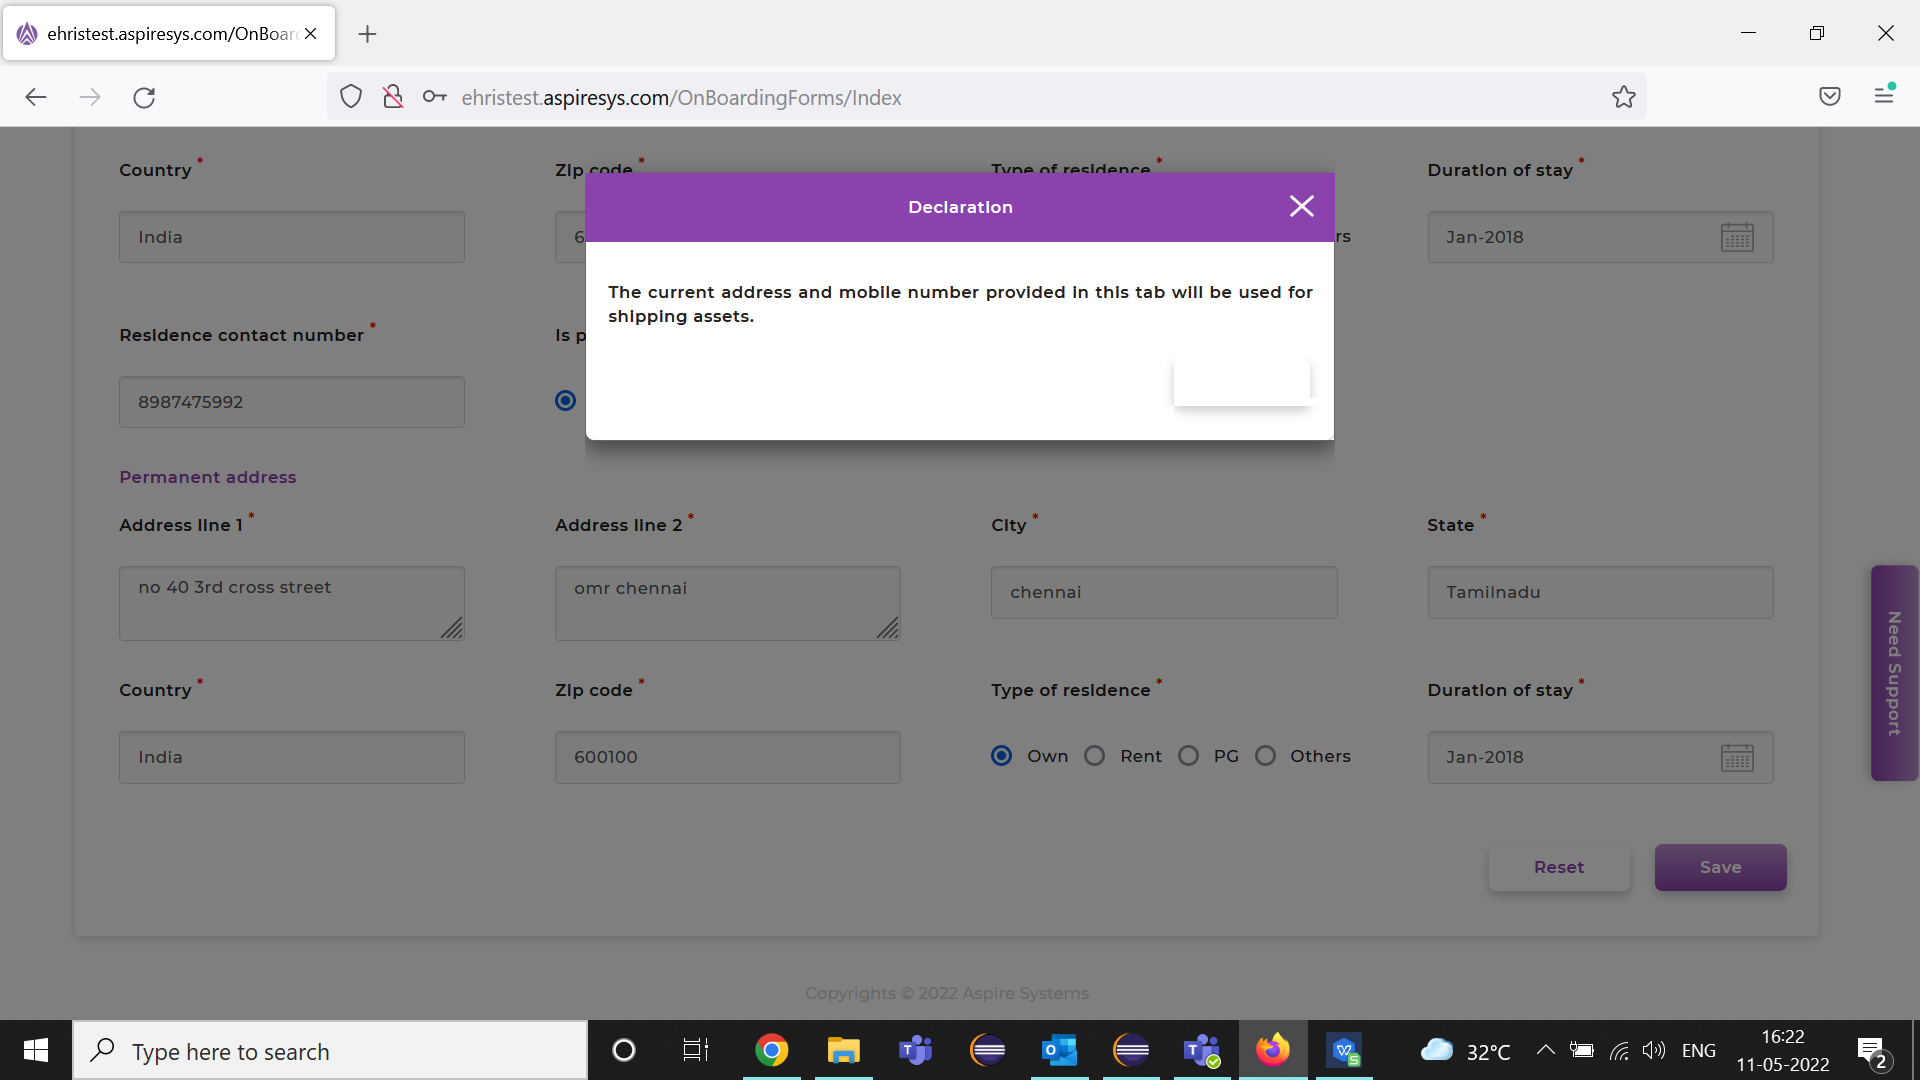 ehristest.aspiresys.com/OnBoar
ehristest.aspiresys.com/OnBoardingForms/Index
Country * Zip code * Type of residence * Duration of stay *
India 6 rs Jan-2018
Declaration
The current address and mobile number provided in this tab will be used for
shipping assets.
Residence contact number * Is p
8987475992
Permanent address
Address line 1 * Address line 2 * City * State *
no 40 3rd cross street omr chennai chennai Tamilnadu
Country * Zip code * Type of residence * Duration of stay *
India 600100 Own Rent PG Others Jan-2018
Need Support
Reset Save
Copyrights © 2022 Aspire Systems
Type here to search
32°C ENG 16:22
11-05-2022
2